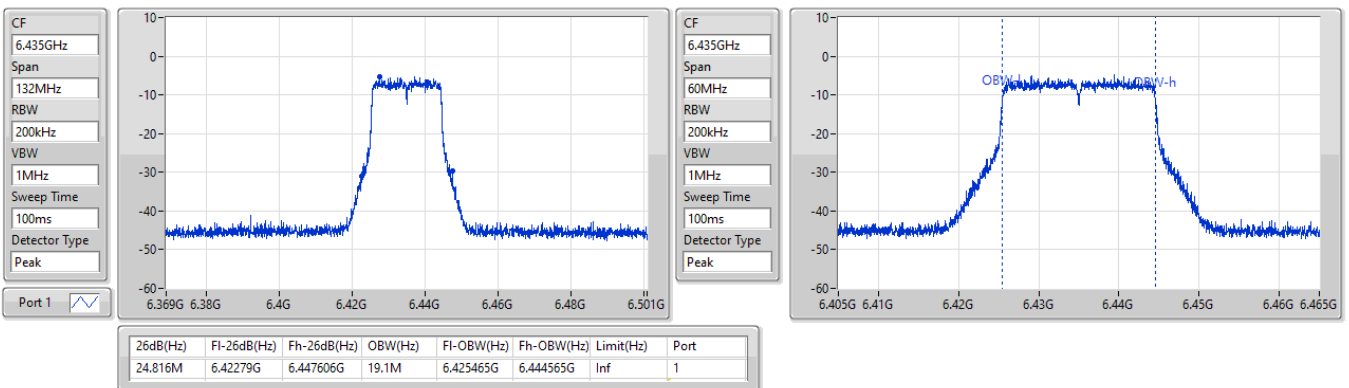 CF
6.435GHz
Span
132MHz
RBW
200kHz
VBW
1MHz
Sweep Time
100ms
Detector Type
Peak
Port 1
10
0
-10
-20
-30
-40
-50
-60
6.369G 6.38G 6.4G 6.42G 6.44G 6.46G 6.48G 6.501G
CF
6.435GHz
Span
60MHz
RBW
200kHz
VBW
1MHz
Sweep Time
100ms
Detector Type
Peak
10
0
-10
-20
-30
-40
-50
-60
OBW-l OBW-h
6.405G 6.41G 6.42G 6.43G 6.44G 6.45G 6.46G 6.465G
26dB(Hz) Fl-26dB(Hz) Fh-26dB(Hz) OBW(Hz) Fl-OBW(Hz) Fh-OBW(Hz) Limit(Hz) Port
24.816M 6.42279G 6.447606G 19.1M 6.425465G 6.444565G Inf 1